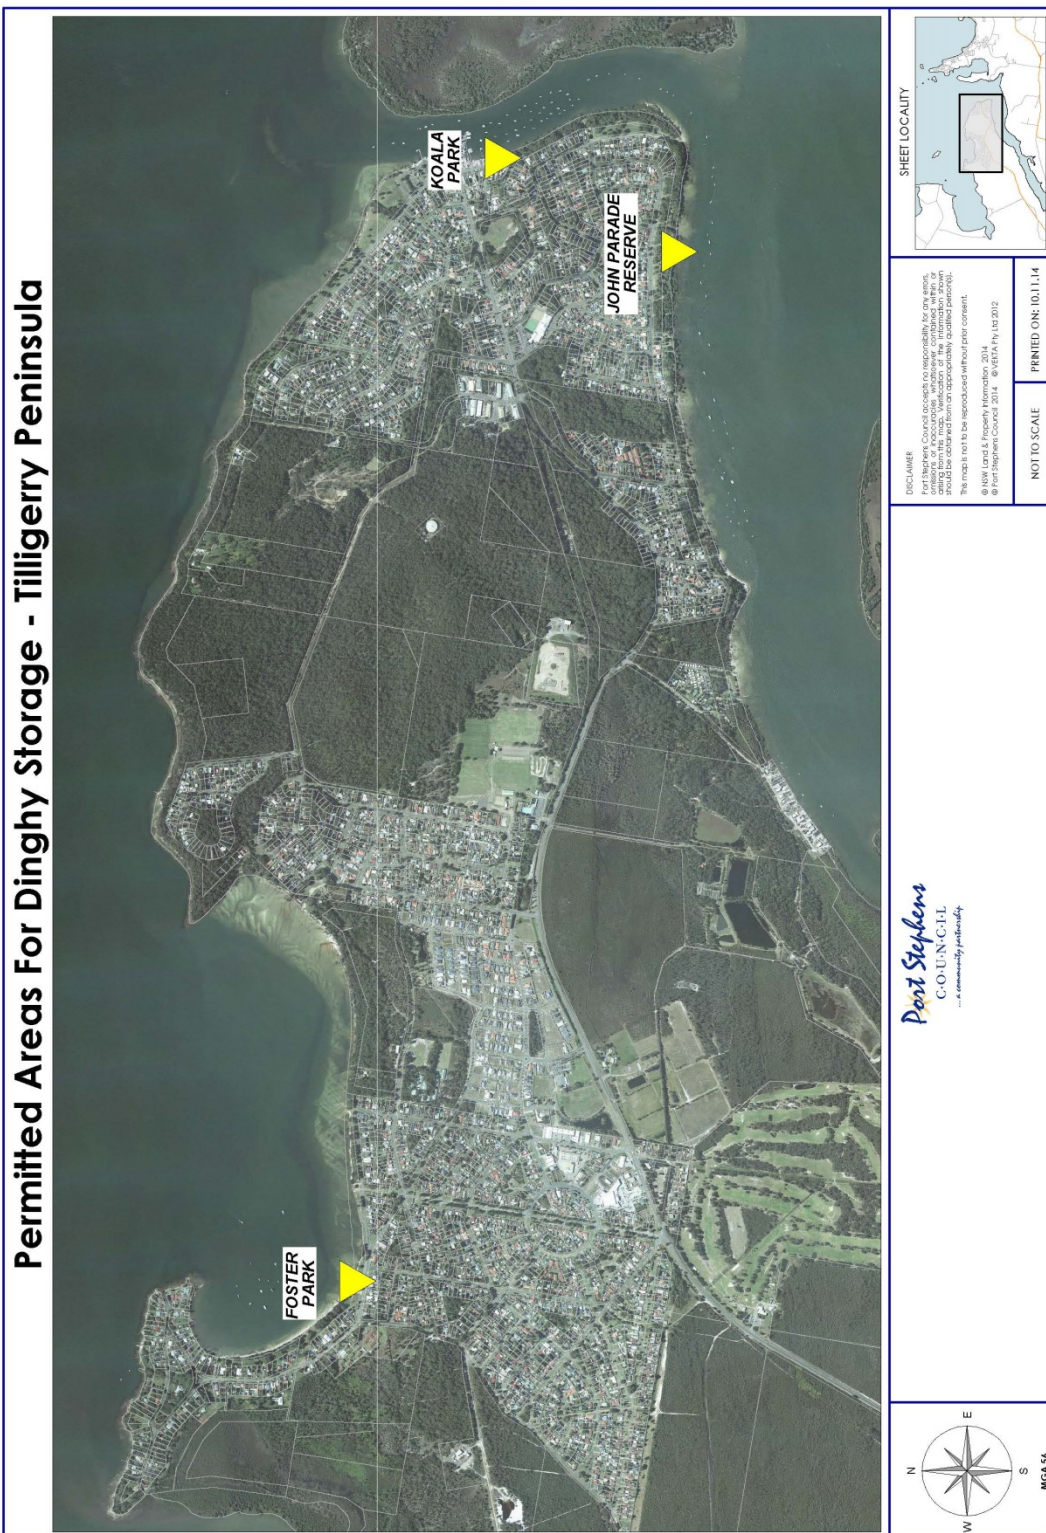 Permitted Areas For Dinghy Storage - Tilligerry Peninsula
FOSTER
PARK
KOALA
PARK
JOHN PARADE
RESERVE
N
W
E
S
MGA 56
Port Stephens
C·O·U·N·C·I·L
... a community partnership
DISCLAIMER
Port Stephens Council accepts no responsibility for any errors,
omissions or inaccuracies whatsoever contained within or
arising from this map. Verification of the information shown
should be obtained from an appropriately qualified person(s).
This map is not to be reproduced without prior consent.
© NSW Land & Property Information 2014
© Port Stephens Council 2014 © VEKTA Pty Ltd 2012
NOT TO SCALE
PRINTED ON: 10.11.14
SHEET LOCALITY